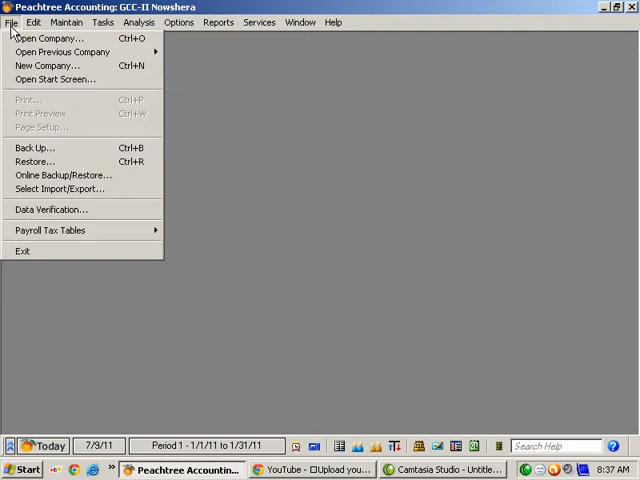 Peachtree Accounting: GCC-II Nowshera
File Edit Maintain Tasks Analysis Options Reports Services Window Help
Open Company... Ctrl+O
Open Previous Company
New Company... Ctrl+N
Open Start Screen...
Print... Ctrl+P
Print Preview Ctrl+W
Page Setup...
Back Up... Ctrl+B
Restore... Ctrl+R
Online Backup/Restore...
Select Import/Export...
Data Verification...
Payroll Tax Tables
Exit
Today 7/9/11 Period 1 - 1/1/11 to 1/31/11 Search Help
Start Peachtree Accountin... YouTube - Upload you... Camtasia Studio - Untitle... 8:37 AM